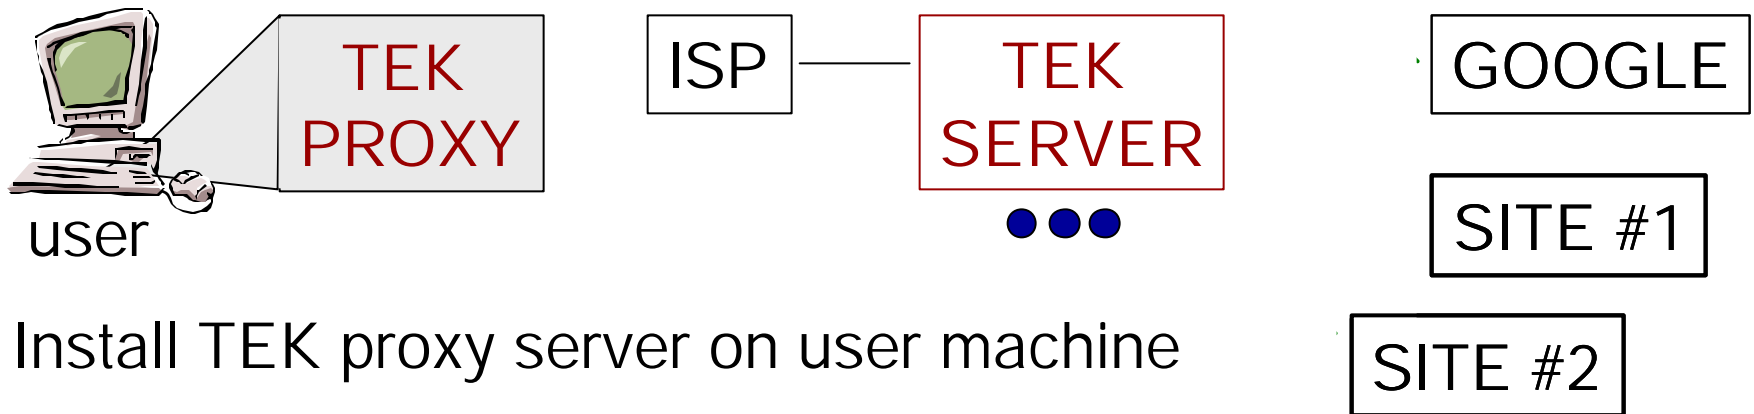 TEK
PROXY
ISP
TEK
SERVER
GOOGLE
SITE #1
user
Install TEK proxy server on user machine
SITE #2